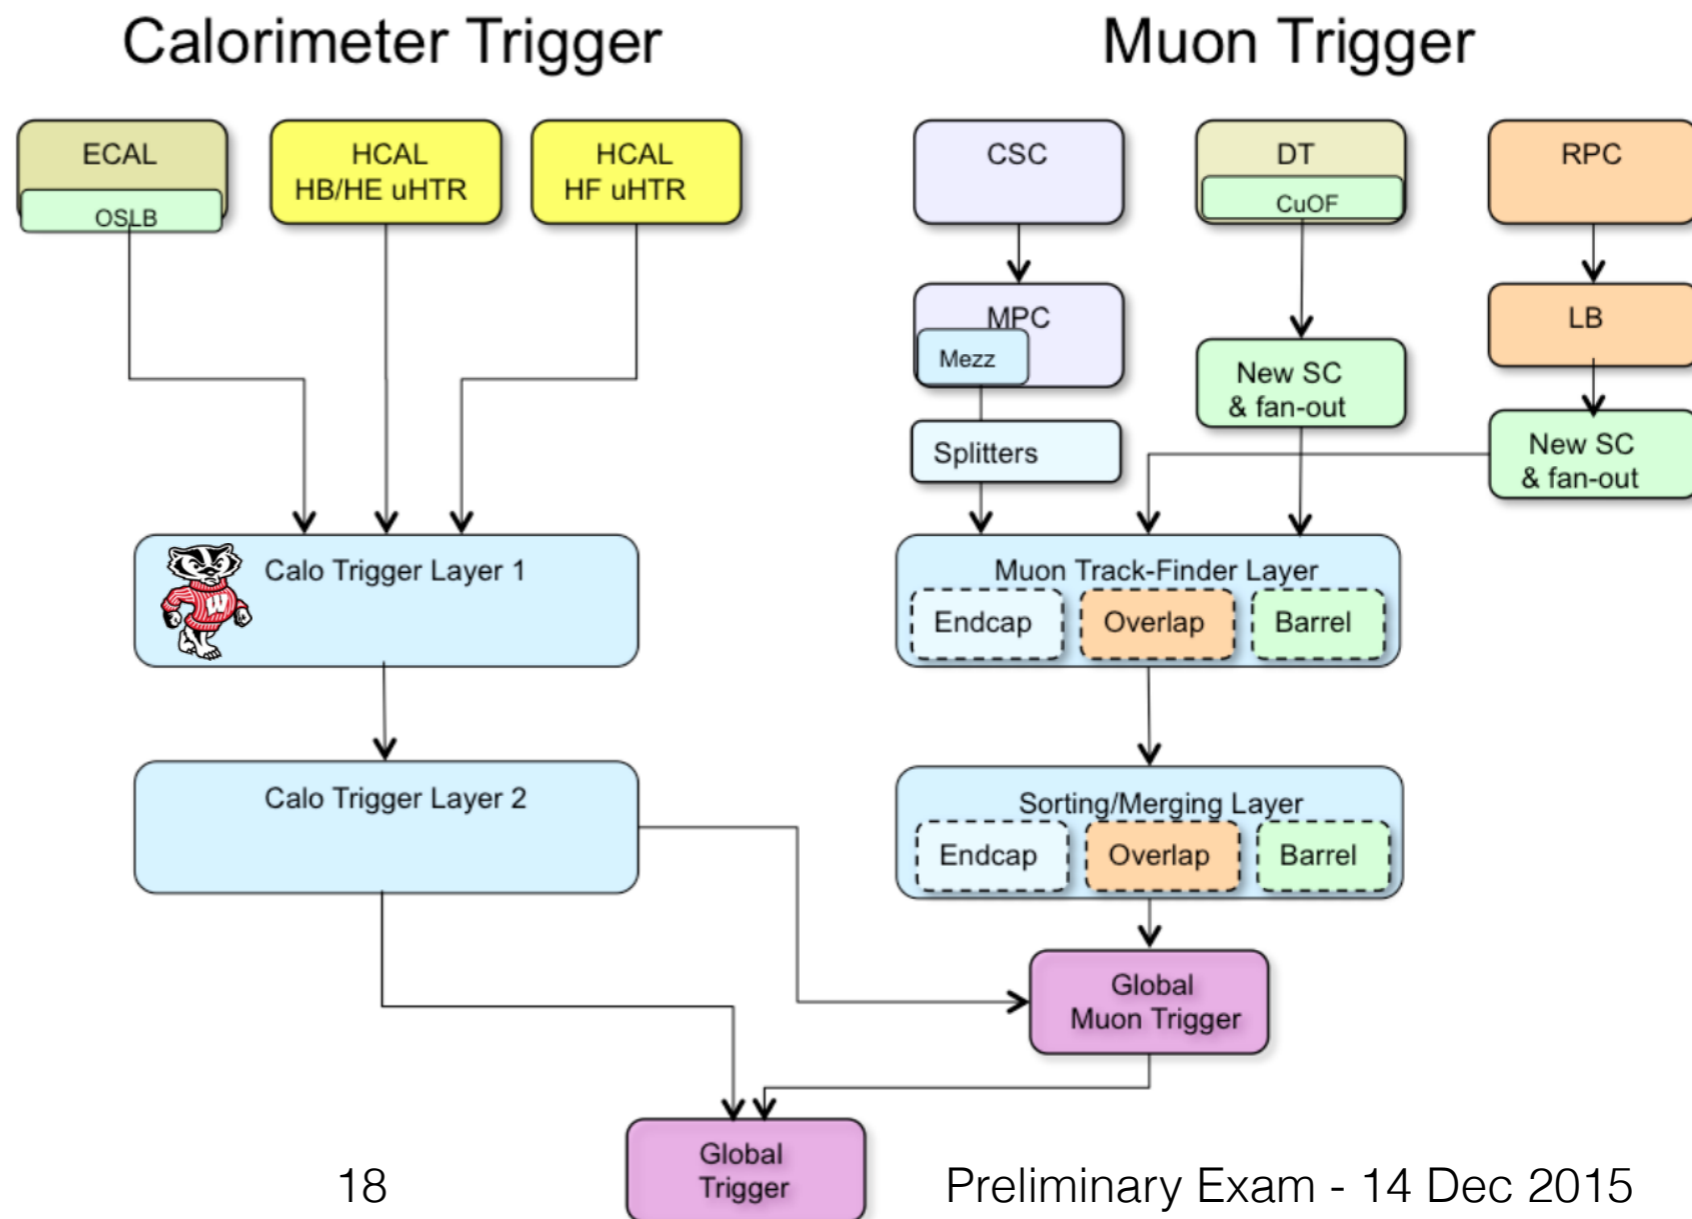 Calorimeter Trigger
Muon Trigger
ECAL
OSLB
HCAL
HB/HE uHTR
HCAL
HF uHTR
CSC
DT
CuOF
RPC
MPC
Mezz
LB
New SC
& fan-out
Splitters
New SC
& fan-out
Calo Trigger Layer 1
W
Muon Track-Finder Layer
Endcap
Overlap
Barrel
Calo Trigger Layer 2
Sorting/Merging Layer
Endcap
Overlap
Barrel
Global
Muon Trigger
Global
Trigger
18
Preliminary Exam - 14 Dec 2015